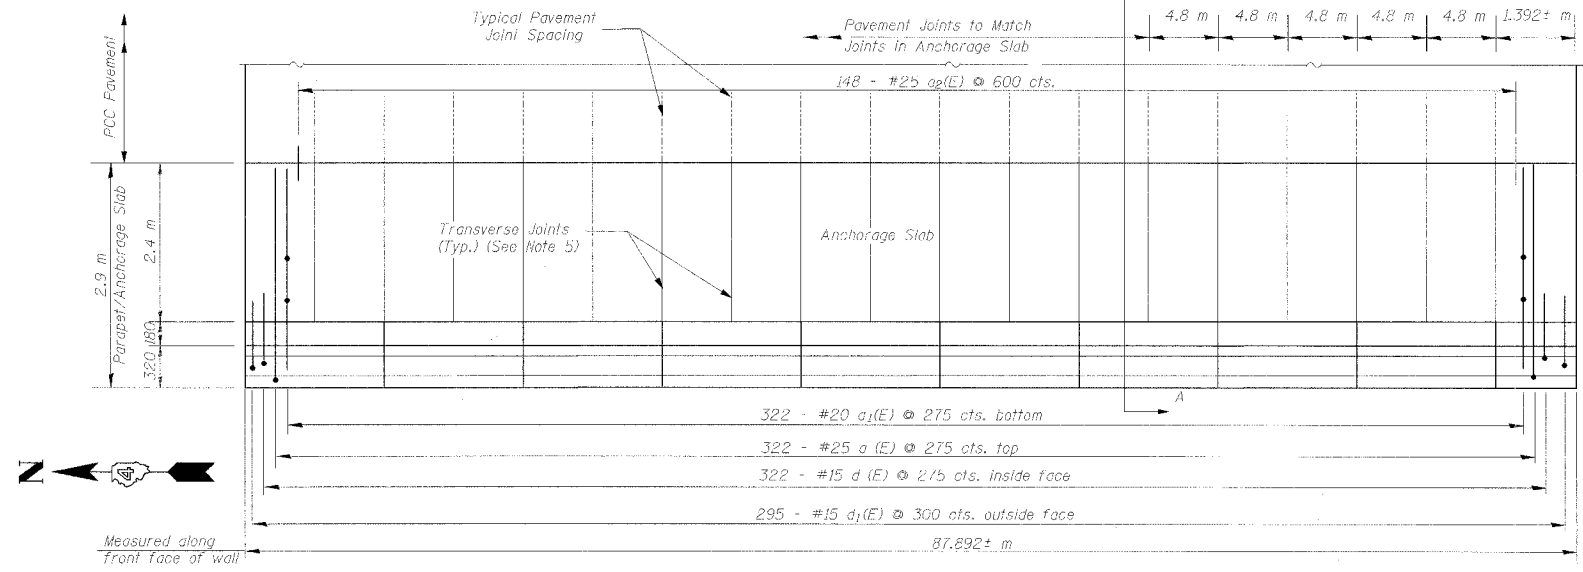 Typical Pavement
Joint Spacing
Pavement Joints to Match
Joints in Anchorage Slab
4.8 m 4.8 m 4.8 m 4.8 m 4.8 m 1.392± m
148 - #25 a2(E) @ 600 cts.
PCC Pavement
Parapet/Anchorage Slab
2.9 m
2.4 m
180
320
Transverse Joints
(Typ.) (See Note 5)
Anchorage Slab
A
322 - #20 a1(E) @ 275 cts. bottom
322 - #25 a (E) @ 275 cts. top
322 - #15 d (E) @ 275 cts. inside face
295 - #15 d1(E) @ 300 cts. outside face
N
4
Measured along
front face of wall
87.892± m